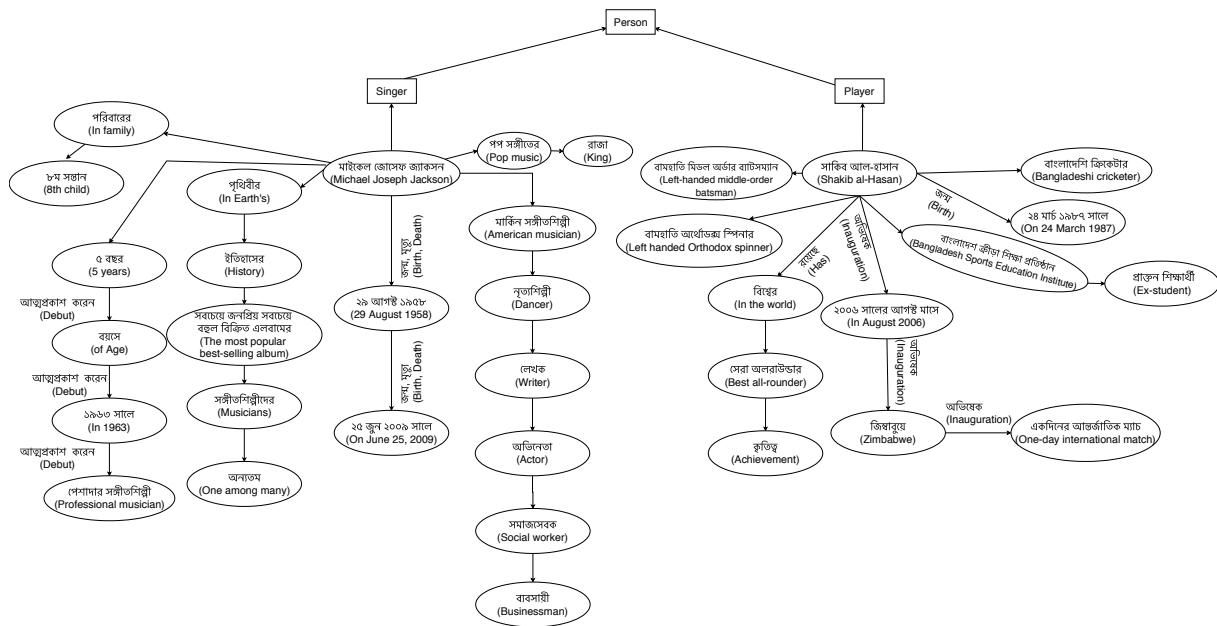 Person
Singer
Player
পরিবারের
(In family)
৮ম সন্তান
(8th child)
মাইকেল জোসেফ জ্যাকসন
(Michael Joseph Jackson)
পপ সঙ্গীতের
(Pop music)
রাজা
(King)
পৃথিবীর
(In Earth's)
ইতিহাসের
(History)
সবচেয়ে জনপ্রিয় সবচেয়ে
বহুল বিক্রিত এলবামের
(The most popular
best-selling album)
সঙ্গীতশিল্পীদের
(Musicians)
অন্যতম
(One among many)
৫ বছর
(5 years)
আত্মপ্রকাশ করেন
(Debut)
বয়সে
(of Age)
আত্মপ্রকাশ করেন
(Debut)
১৯৬৩ সালে
(In 1963)
আত্মপ্রকাশ করেন
(Debut)
পেশাদার সঙ্গীতশিল্পী
(Professional musician)
জন্ম, মৃত্যু
(Birth, Death)
২৯ আগস্ট ১৯৫৮
(29 August 1958)
জন্ম, মৃত্যু
(Birth, Death)
২৫ জুন ২০০৯ সালে
(On June 25, 2009)
মার্কিন সঙ্গীতশিল্পী
(American musician)
নৃত্যশিল্পী
(Dancer)
লেখক
(Writer)
অভিনেতা
(Actor)
সমাজসেবক
(Social worker)
ব্যবসায়ী
(Businessman)
সাকিব আল-হাসান
(Shakib al-Hasan)
বামহাতি মিডল অর্ডার ব্যাটসম্যান
(Left-handed middle-order
batsman)
বামহাতি অর্থোডক্স স্পিনার
(Left handed Orthodox spinner)
বাংলাদেশি ক্রিকেটার
(Bangladeshi cricketer)
জন্ম
(Birth)
২৪ মার্চ ১৯৮৭ সালে
(On 24 March 1987)
বাংলাদেশ ক্রীড়া শিক্ষা প্রতিষ্ঠান
(Bangladesh Sports Education Institute)
প্রাক্তন শিক্ষার্থী
(Ex-student)
রয়েছে
(Has)
বিশ্বের
(In the world)
সেরা অলরাউন্ডার
(Best all-rounder)
কৃতিত্ব
(Achievement)
অভিষেক
(Inauguration)
২০০৬ সালের আগস্ট মাসে
(In August 2006)
অভিষেক
(Inauguration)
জিম্বাবুয়ে
(Zimbabwe)
অভিষেক
(Inauguration)
একদিনের আন্তর্জাতিক ম্যাচ
(One-day international match)